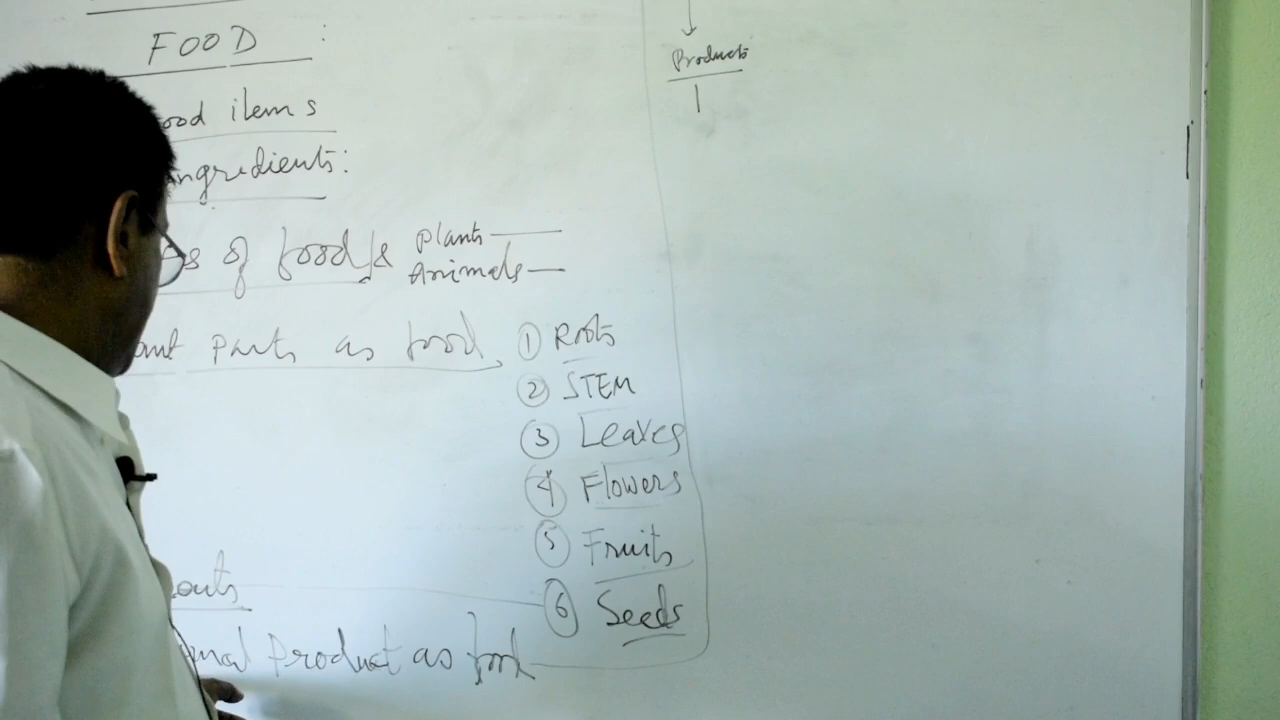 FOOD :
ood items
ngredients:
s of food & Plants
Animals
ant parts as food
① Roots
② STEM
③ Leaves
④ Flowers
⑤ Fruits
⑥ Seeds
outs
mal Product as food
Products